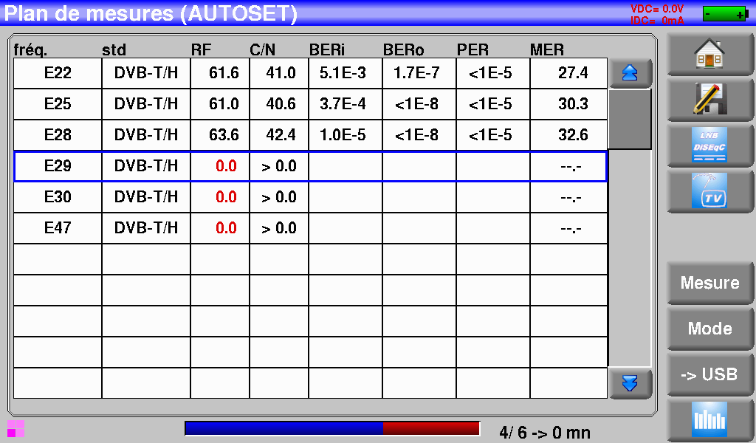 Plan de mesures (AUTOSET)
VDC= 0.0V
IDC= 0mA
- +
fréq. std RF C/N BERi BERo PER MER
E22 DVB-T/H 61.6 41.0 5.1E-3 1.7E-7 <1E-5 27.4
E25 DVB-T/H 61.0 40.6 3.7E-4 <1E-8 <1E-5 30.3
E28 DVB-T/H 63.6 42.4 1.0E-5 <1E-8 <1E-5 32.6
E29 DVB-T/H 0.0 > 0.0 --.-
E30 DVB-T/H 0.0 > 0.0 --.-
E47 DVB-T/H 0.0 > 0.0 --.-
LNB
DiSEqC
TV
Mesure
Mode
-> USB
4/ 6 -> 0 mn